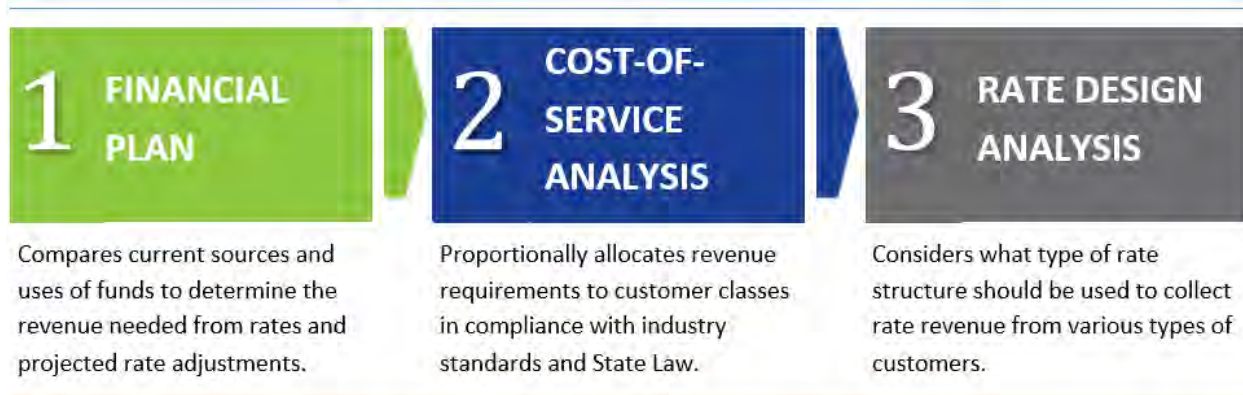 1
FINANCIAL
PLAN
Compares current sources and
uses of funds to determine the
revenue needed from rates and
projected rate adjustments.
2
COST-OF-
SERVICE
ANALYSIS
Proportionally allocates revenue
requirements to customer classes
in compliance with industry
standards and State Law.
3
RATE DESIGN
ANALYSIS
Considers what type of rate
structure should be used to collect
rate revenue from various types of
customers.